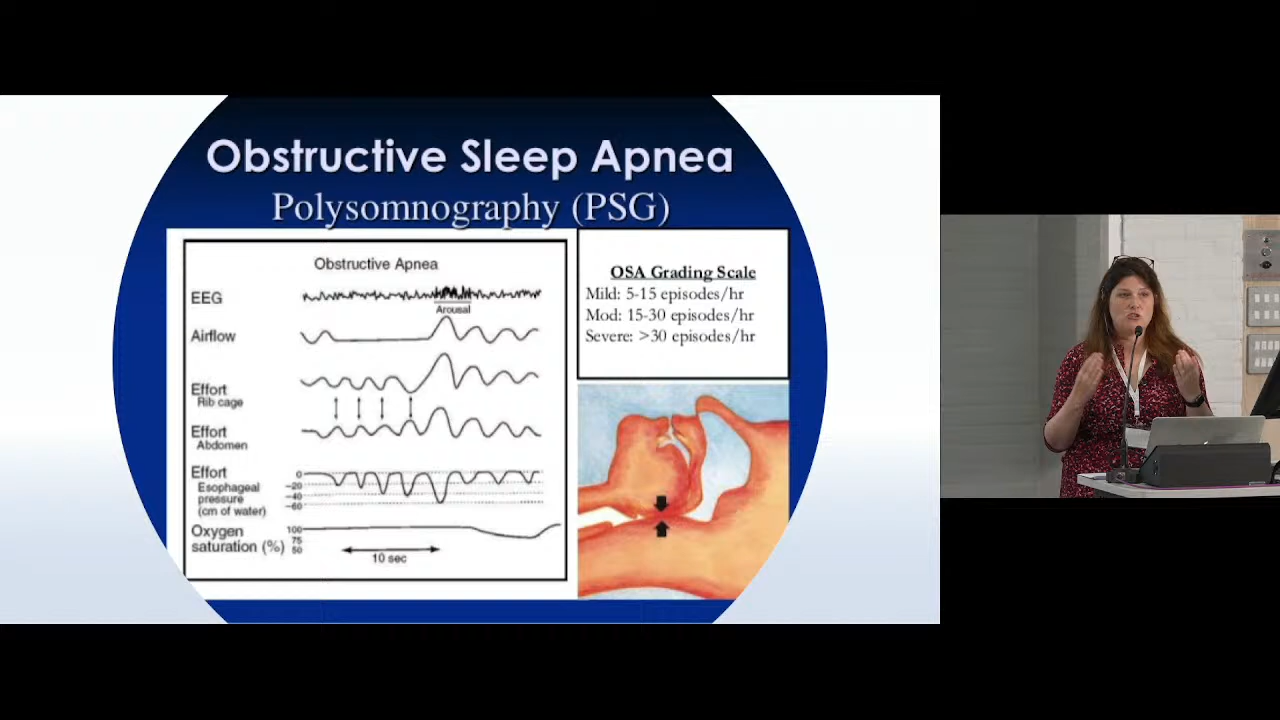 Obstructive Sleep Apnea
Polysomnography (PSG)
Obstructive Apnea
EEG
Arousal
Airflow
Effort
Rib cage
Effort
Abdomen
Effort
Esophageal
pressure
(cm of water)
0
-20
-40
-60
Oxygen
saturation (%)
100
75
50
10 sec
OSA Grading Scale
Mild: 5-15 episodes/hr
Mod: 15-30 episodes/hr
Severe: >30 episodes/hr